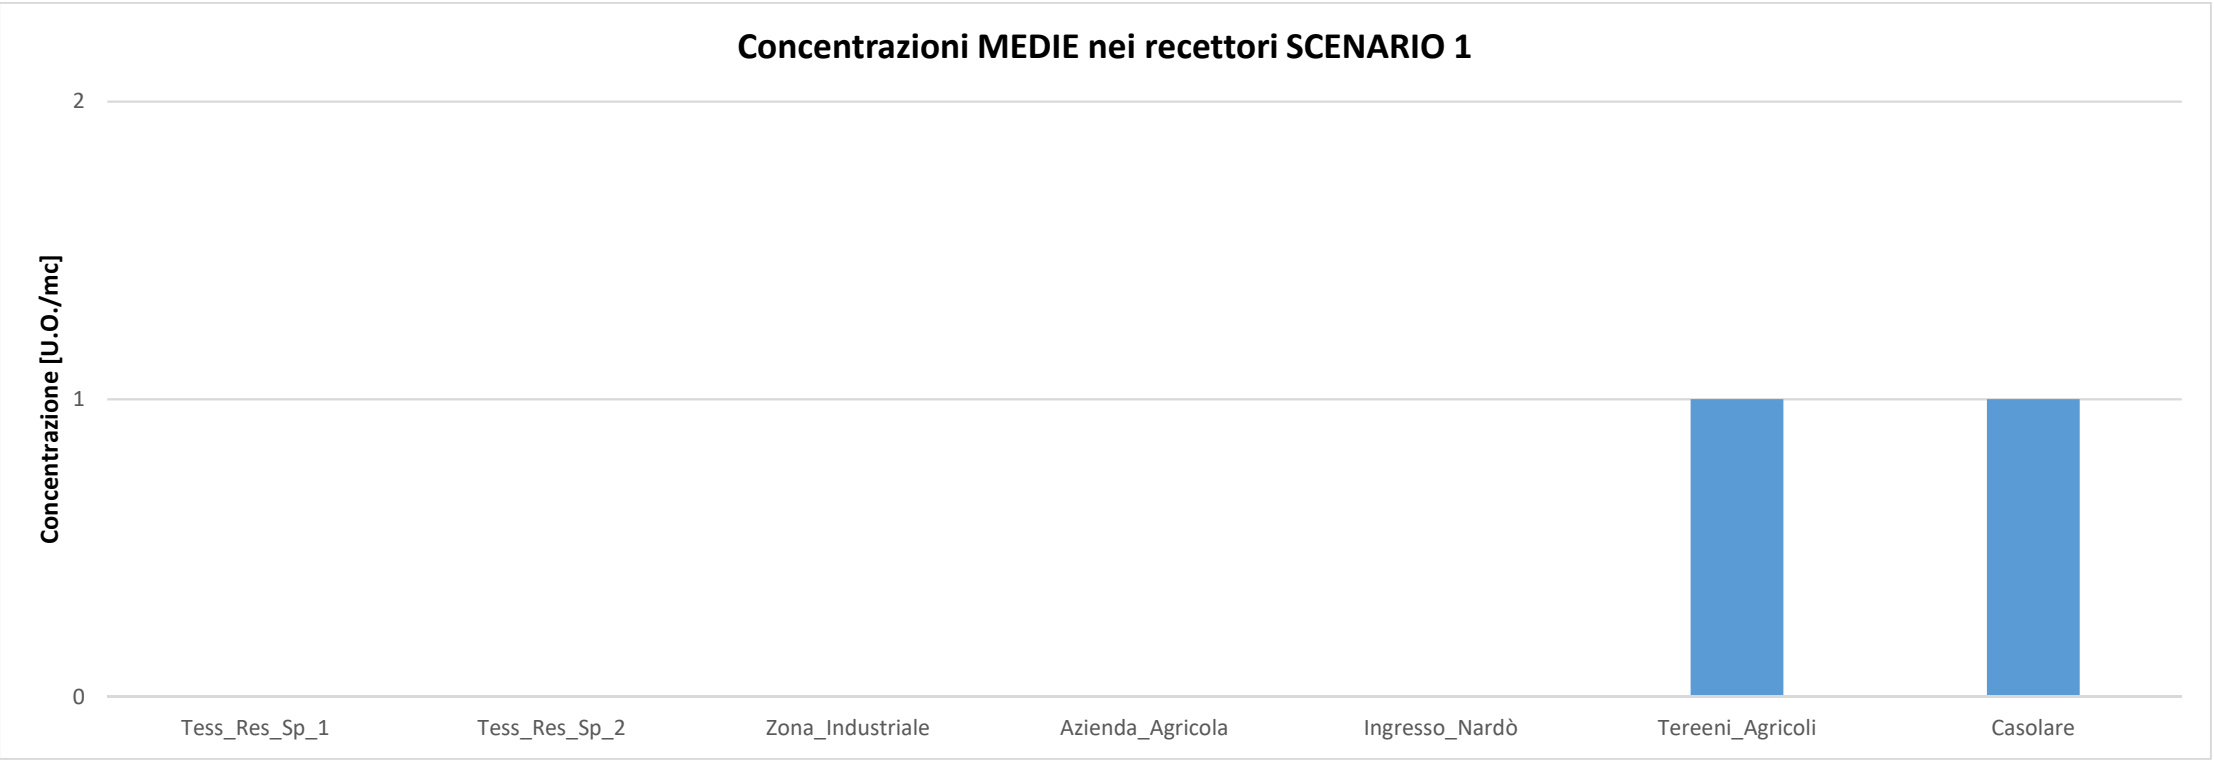 Concentrazioni MEDIE nei recettori SCENARIO 1
Concentrazione [U.O./mc]
2
1
0
Tess_Res_Sp_1 Tess_Res_Sp_2 Zona_Industriale Azienda_Agricola Ingresso_Nardò Tereeni_Agricoli Casolare